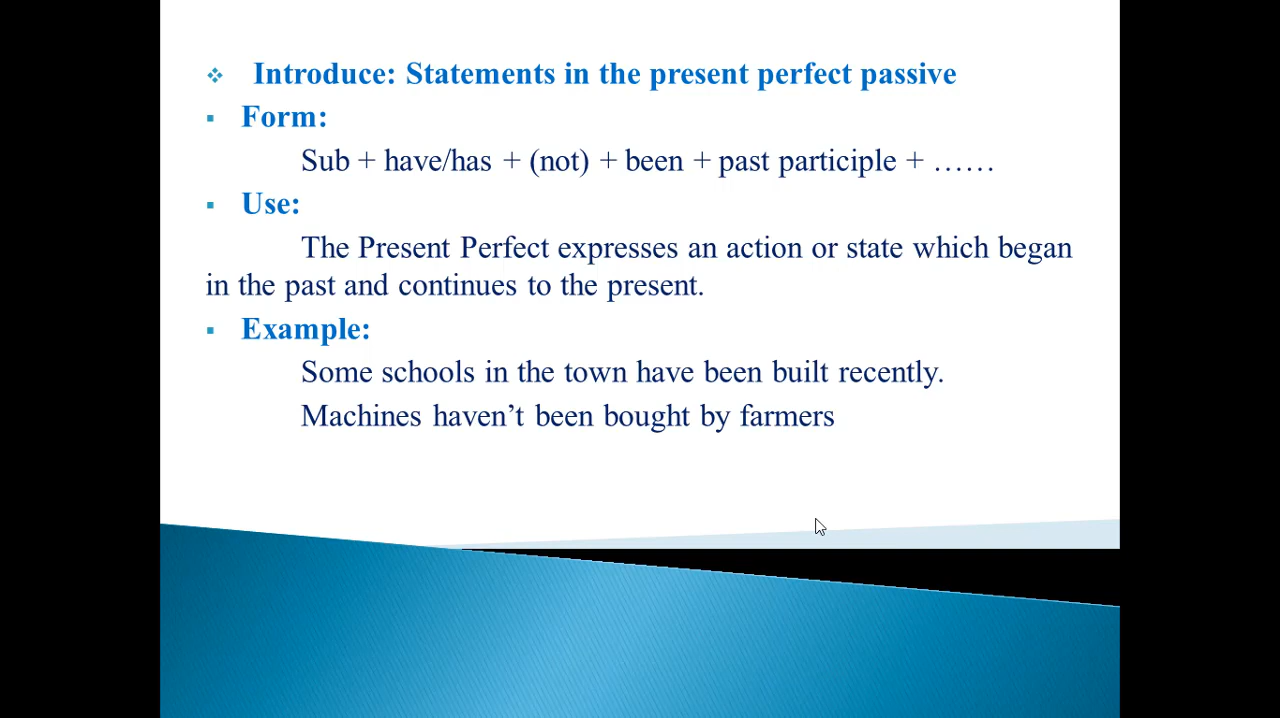 ❖ Introduce: Statements in the present perfect passive
▪ Form:
Sub + have/has + (not) + been + past participle + ……
▪ Use:
The Present Perfect expresses an action or state which began
in the past and continues to the present.
▪ Example:
Some schools in the town have been built recently.
Machines haven’t been bought by farmers